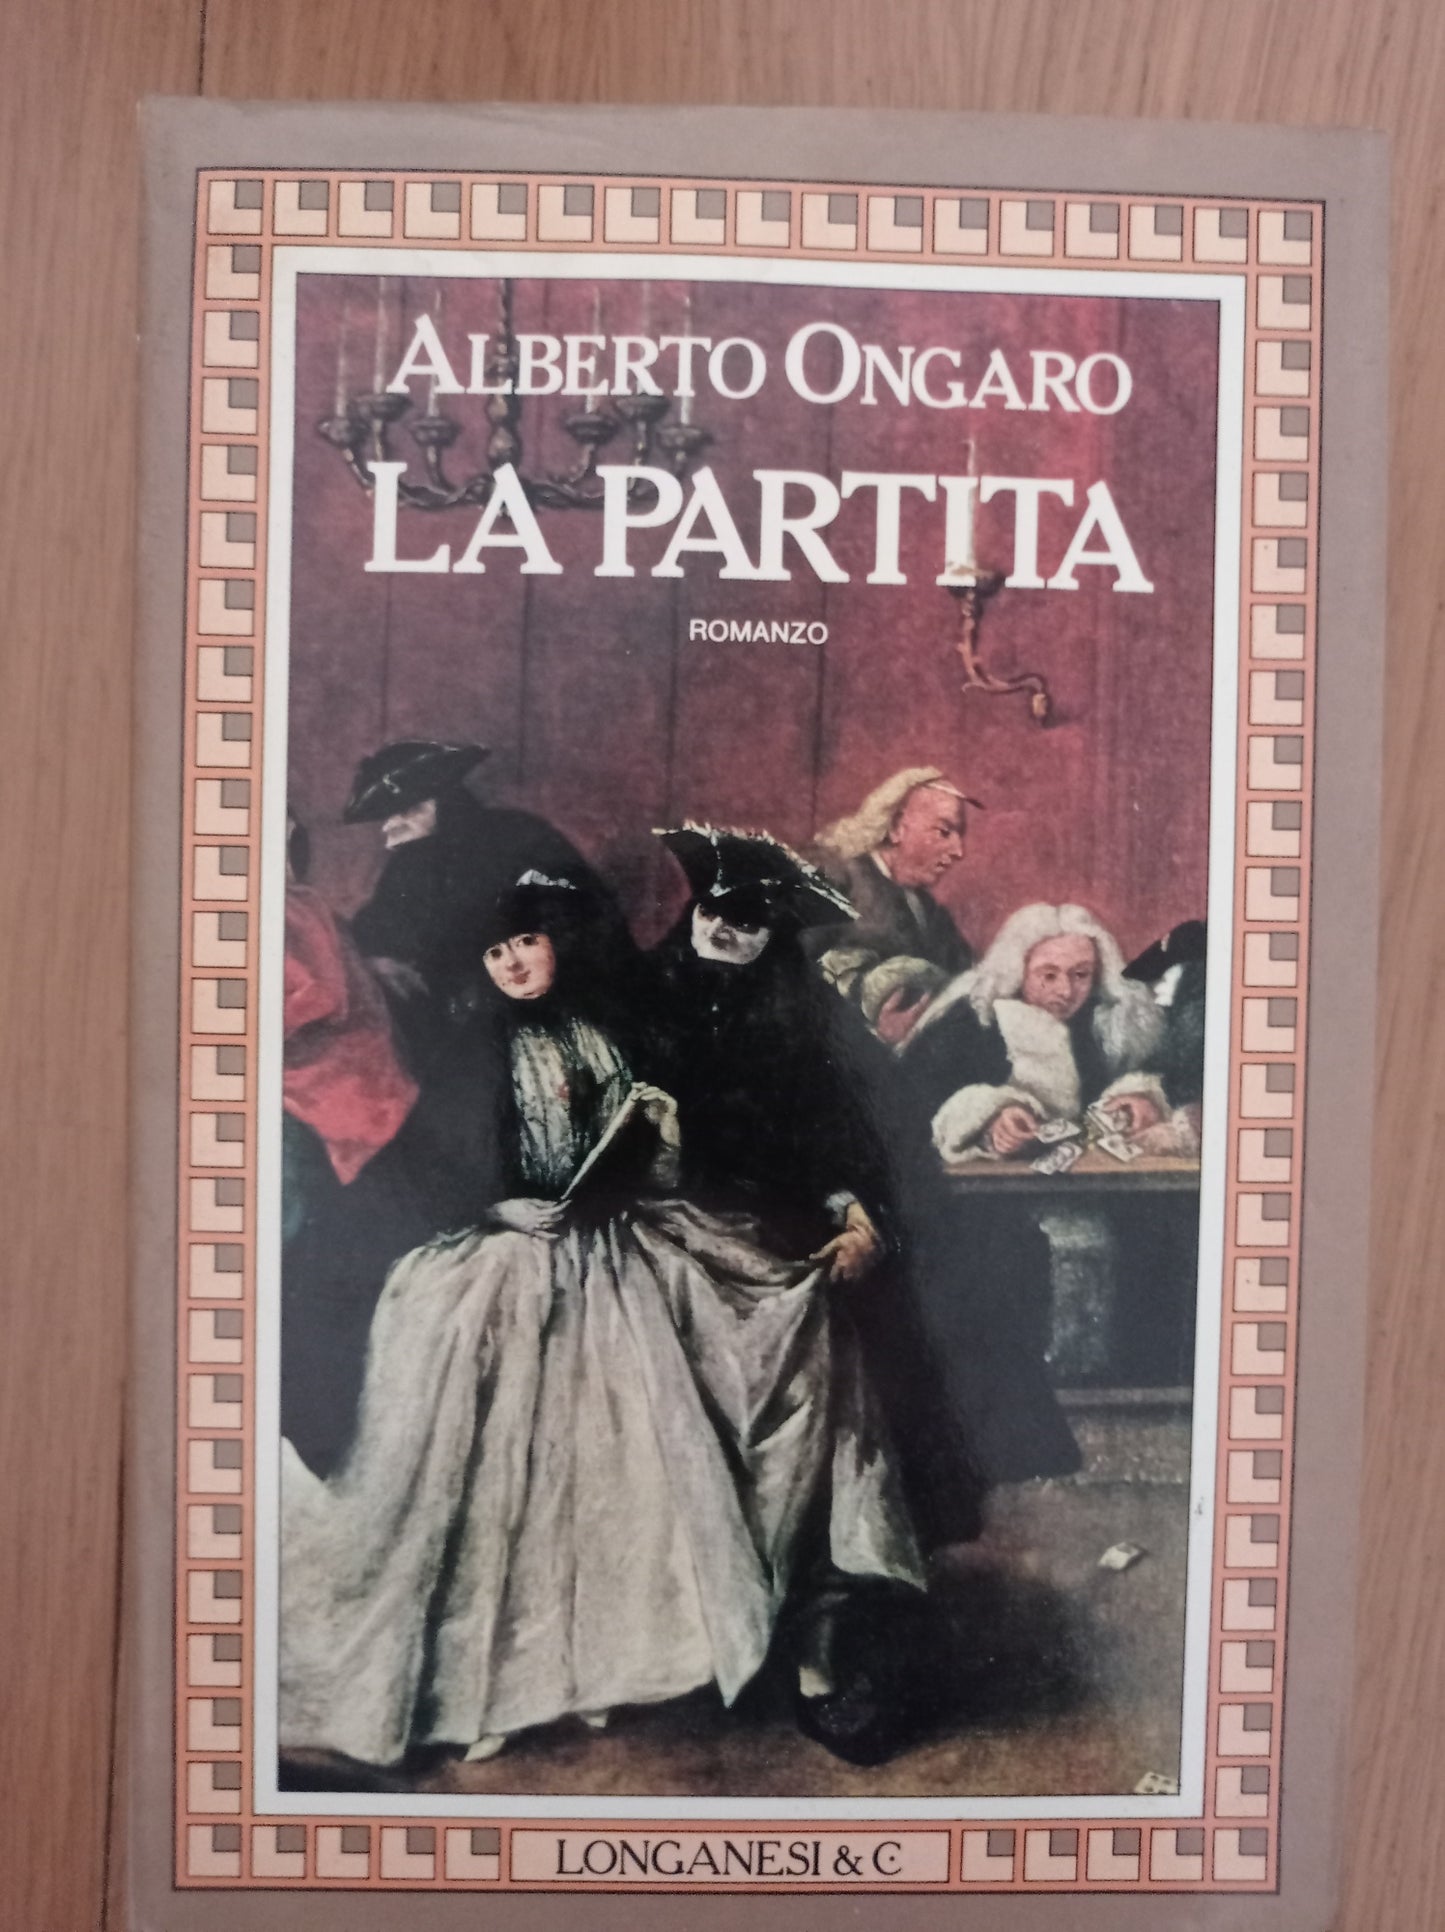 ALBERTO ONGARO
LA PARTITA
ROMANZO
LONGANESI & C.